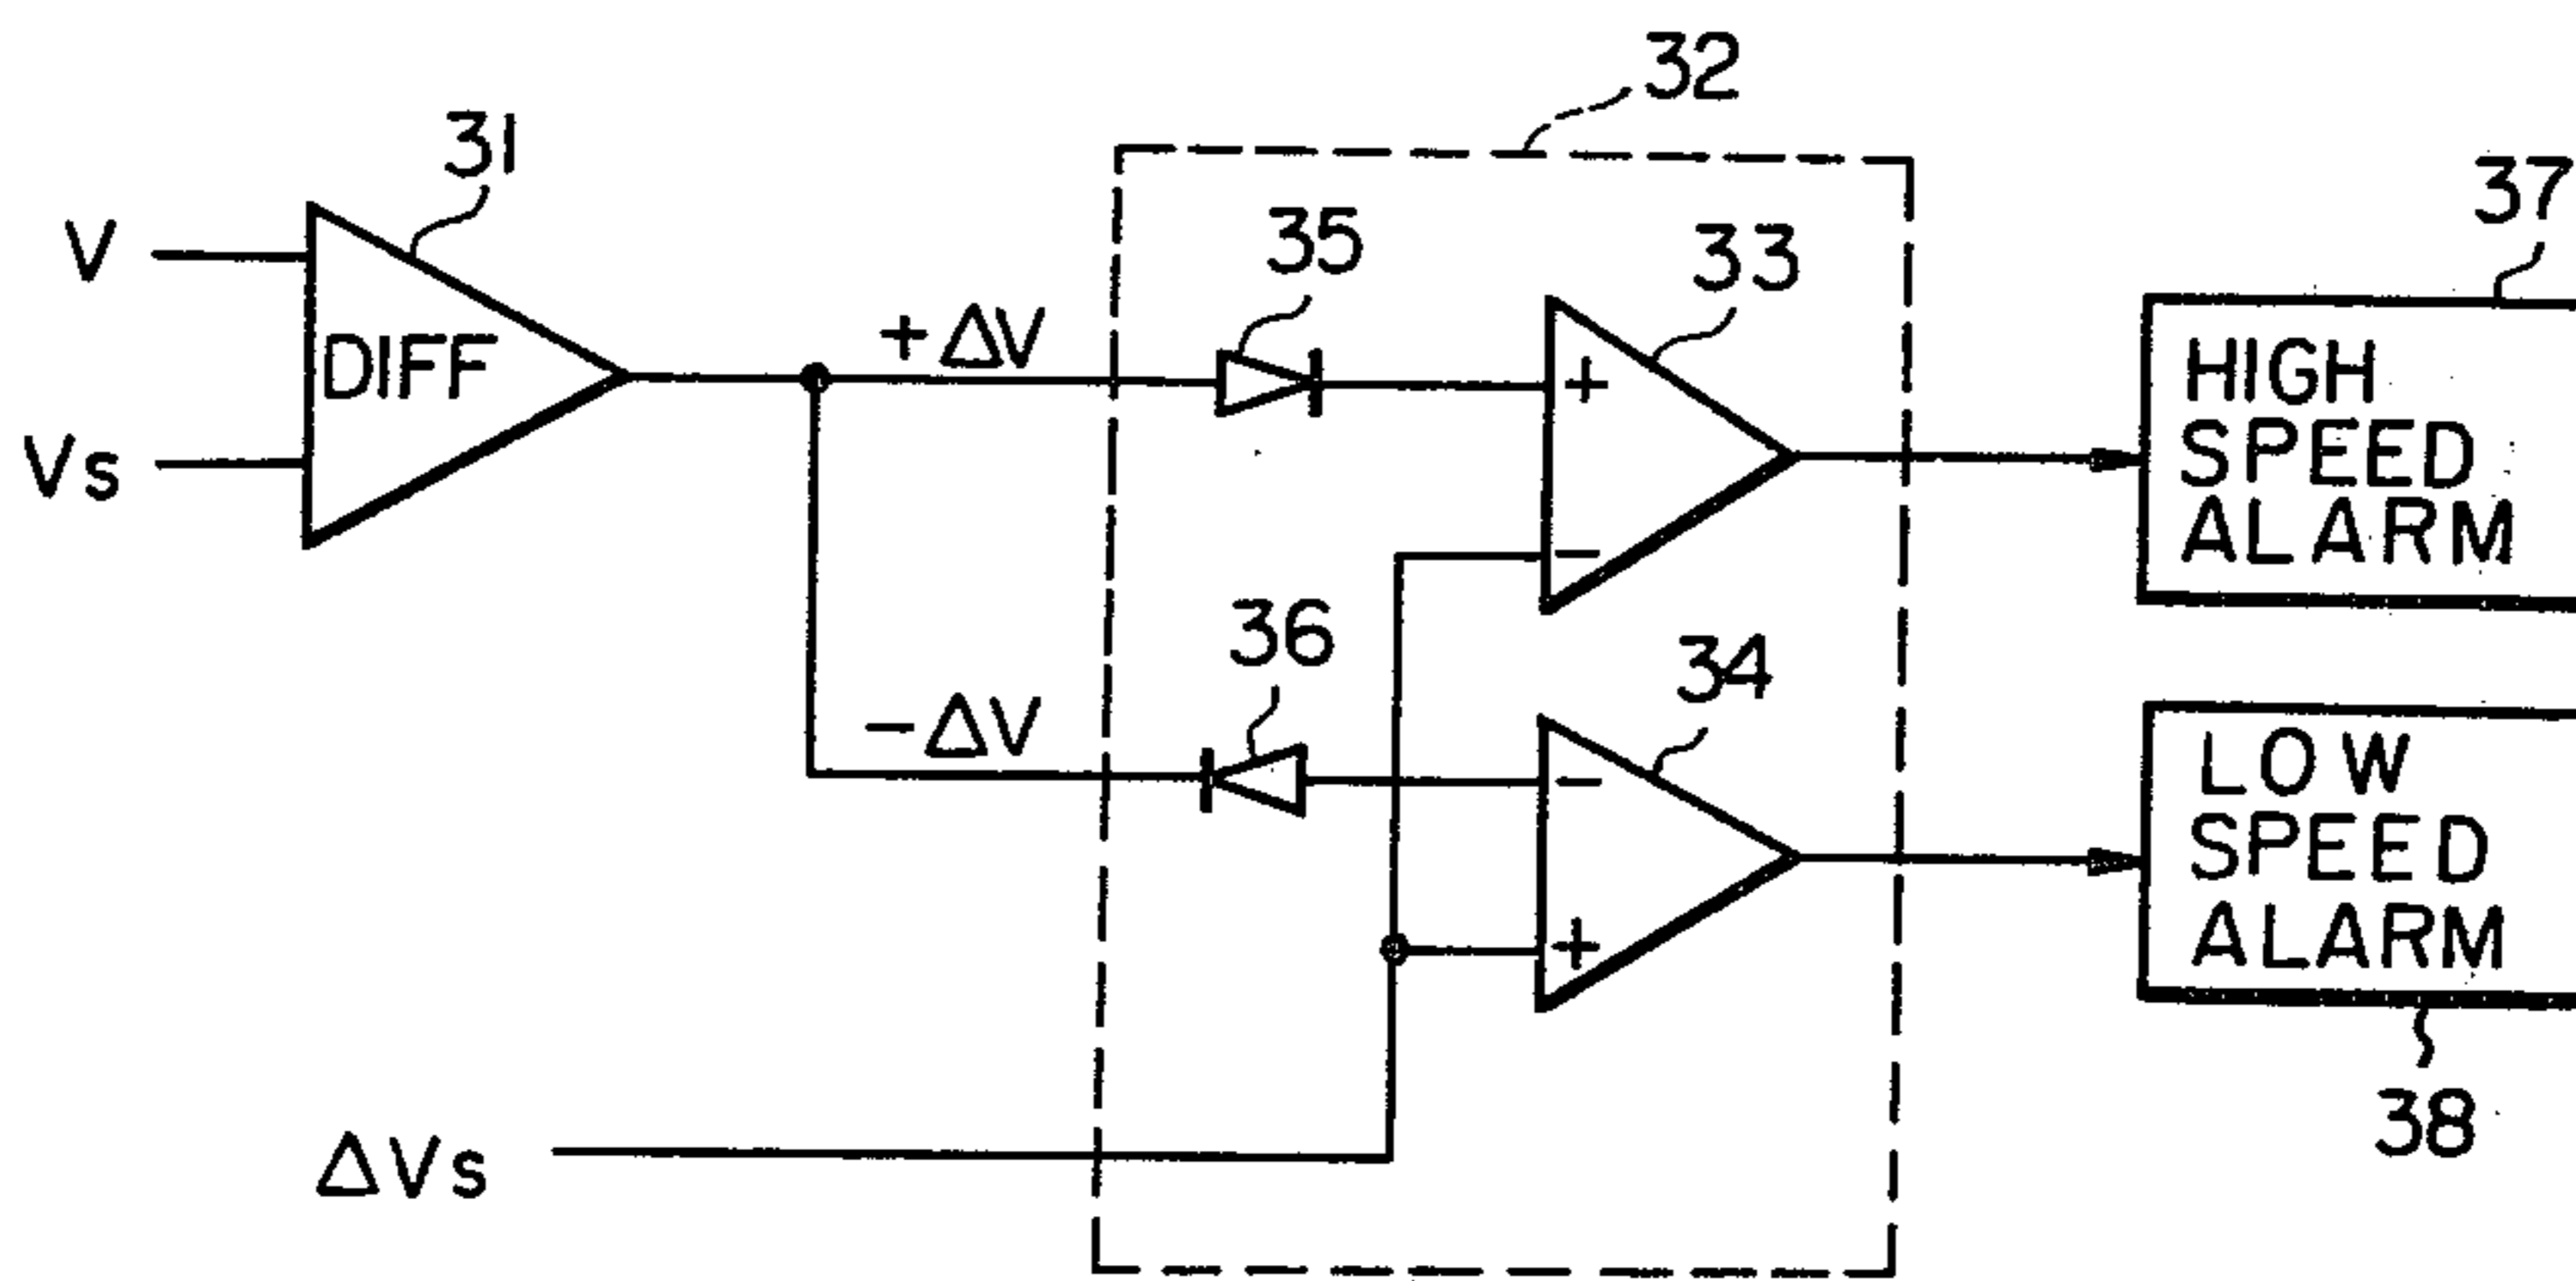 32
31
37
V
35
33
+ΔV
DIFF
+
HIGH
SPEED
ALARM
Vs
-
36
34
-ΔV
-
LOW
SPEED
ALARM
+
ΔVs
38